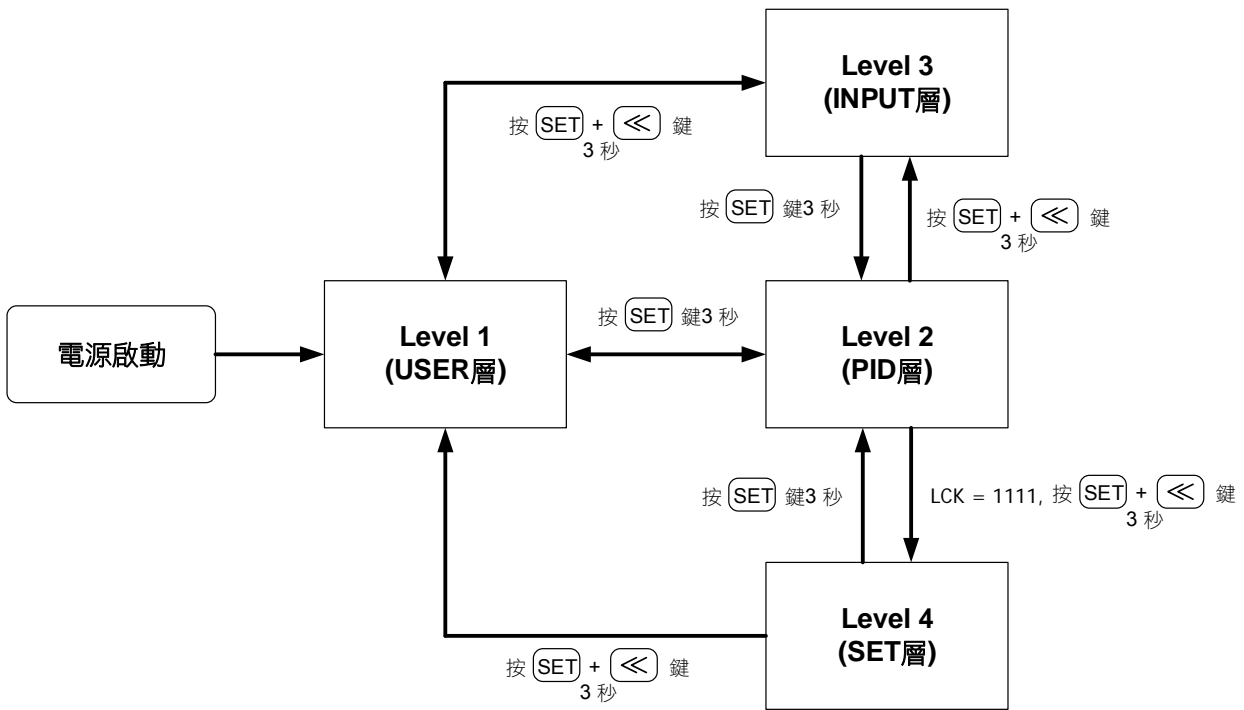 Level 3
(INPUT層)
按 SET + ≪ 鍵
3 秒
按 SET 鍵3 秒
按 SET + ≪ 鍵
3 秒
電源啟動
Level 1
(USER層)
按 SET 鍵3 秒
Level 2
(PID層)
按 SET 鍵3 秒
LCK = 1111, 按 SET + ≪ 鍵
3 秒
Level 4
(SET層)
按 SET + ≪ 鍵
3 秒